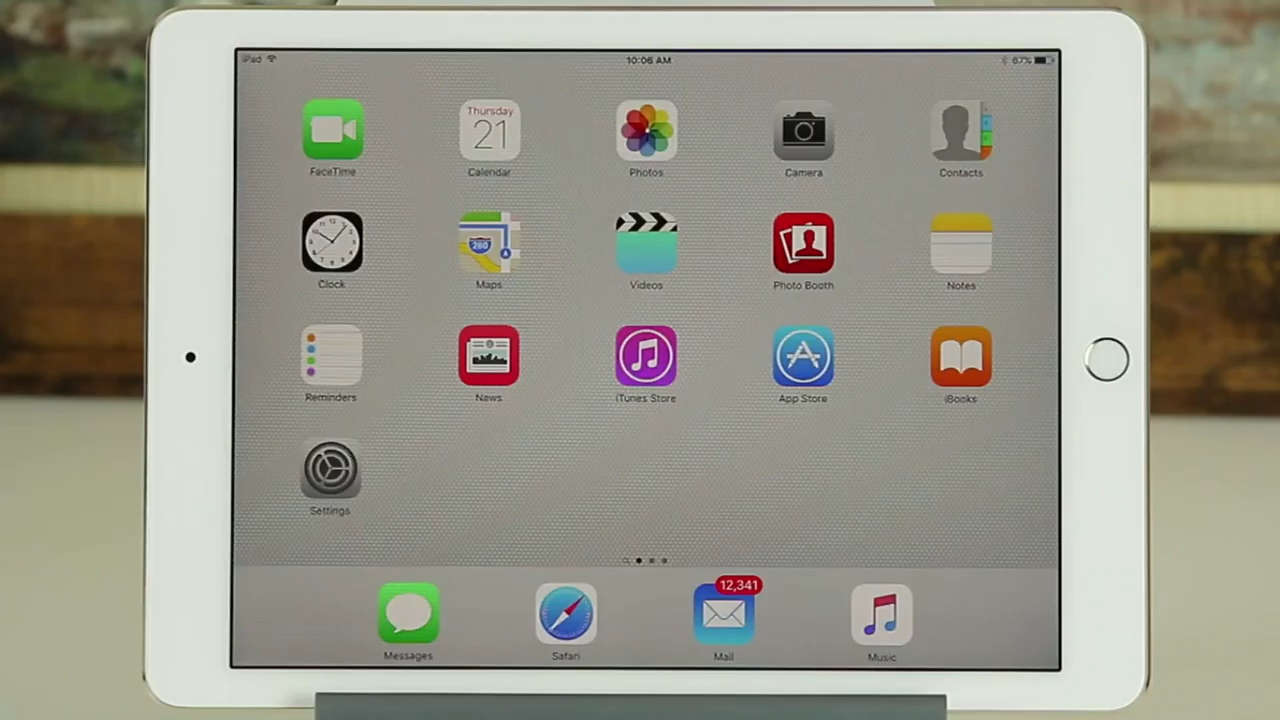 iPad 10:06 AM 67%
Thursday
21
FaceTime Calendar Photos Camera Contacts
280
Clock Maps Videos Photo Booth Notes
Reminders News iTunes Store App Store iBooks
Settings
12,341
Messages Safari Mail Music